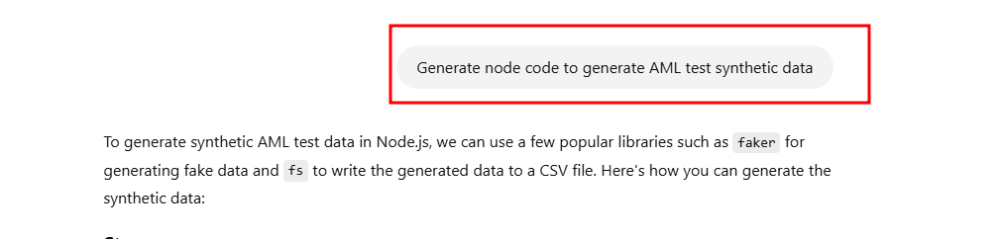 Generate node code to generate AML test synthetic data
To generate synthetic AML test data in Node.js, we can use a few popular libraries such as faker for
generating fake data and fs to write the generated data to a CSV file. Here's how you can generate the
synthetic data: